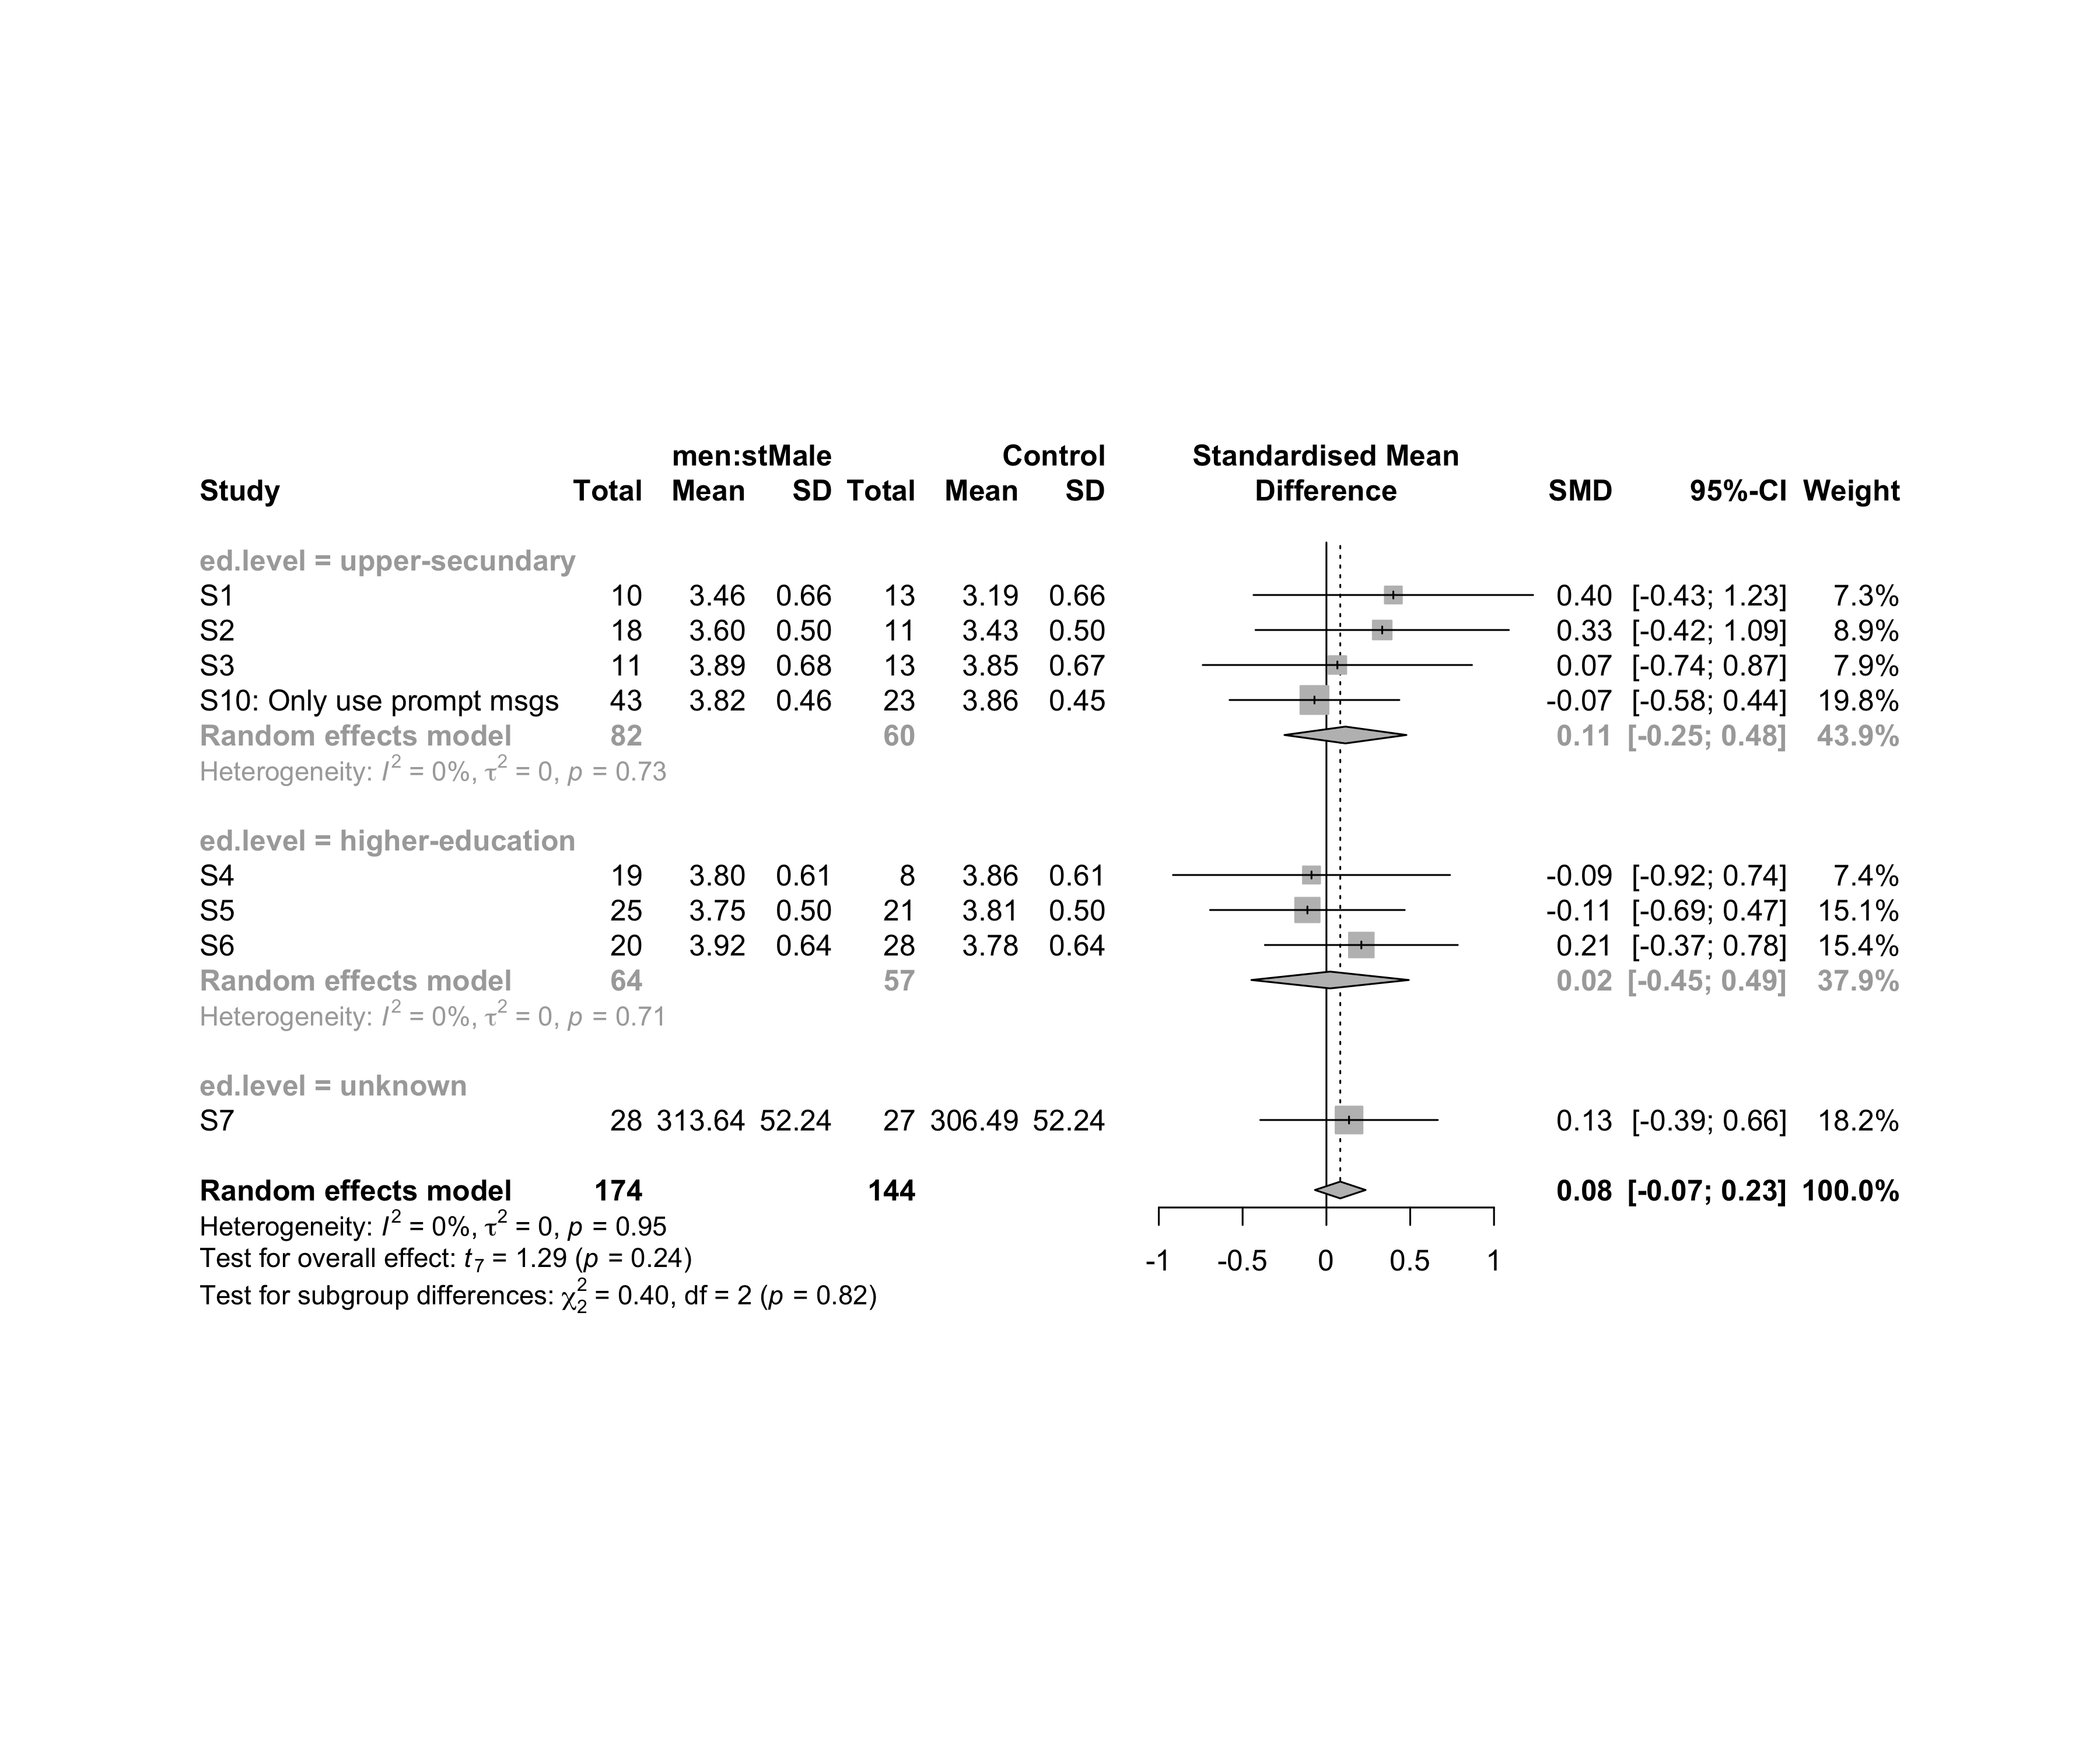 men:stMale Control Standardised Mean
Study Total Mean SD Total Mean SD Difference SMD 95%-CI Weight
ed.level = upper-secundary
S1 10 3.46 0.66 13 3.19 0.66 0.40 [-0.43; 1.23] 7.3%
S2 18 3.60 0.50 11 3.43 0.50 0.33 [-0.42; 1.09] 8.9%
S3 11 3.89 0.68 13 3.85 0.67 0.07 [-0.74; 0.87] 7.9%
S10: Only use prompt msgs 43 3.82 0.46 23 3.86 0.45 -0.07 [-0.58; 0.44] 19.8%
Random effects model 82 60 0.11 [-0.25; 0.48] 43.9%
Heterogeneity: I² = 0%, τ² = 0, p = 0.73
ed.level = higher-education
S4 19 3.80 0.61 8 3.86 0.61 -0.09 [-0.92; 0.74] 7.4%
S5 25 3.75 0.50 21 3.81 0.50 -0.11 [-0.69; 0.47] 15.1%
S6 20 3.92 0.64 28 3.78 0.64 0.21 [-0.37; 0.78] 15.4%
Random effects model 64 57 0.02 [-0.45; 0.49] 37.9%
Heterogeneity: I² = 0%, τ² = 0, p = 0.71
ed.level = unknown
S7 28 313.64 52.24 27 306.49 52.24 0.13 [-0.39; 0.66] 18.2%
Random effects model 174 144 0.08 [-0.07; 0.23] 100.0%
Heterogeneity: I² = 0%, τ² = 0, p = 0.95
Test for overall effect: t₇ = 1.29 (p = 0.24)
-1 -0.5 0 0.5 1
Test for subgroup differences: χ²₂ = 0.40, df = 2 (p = 0.82)